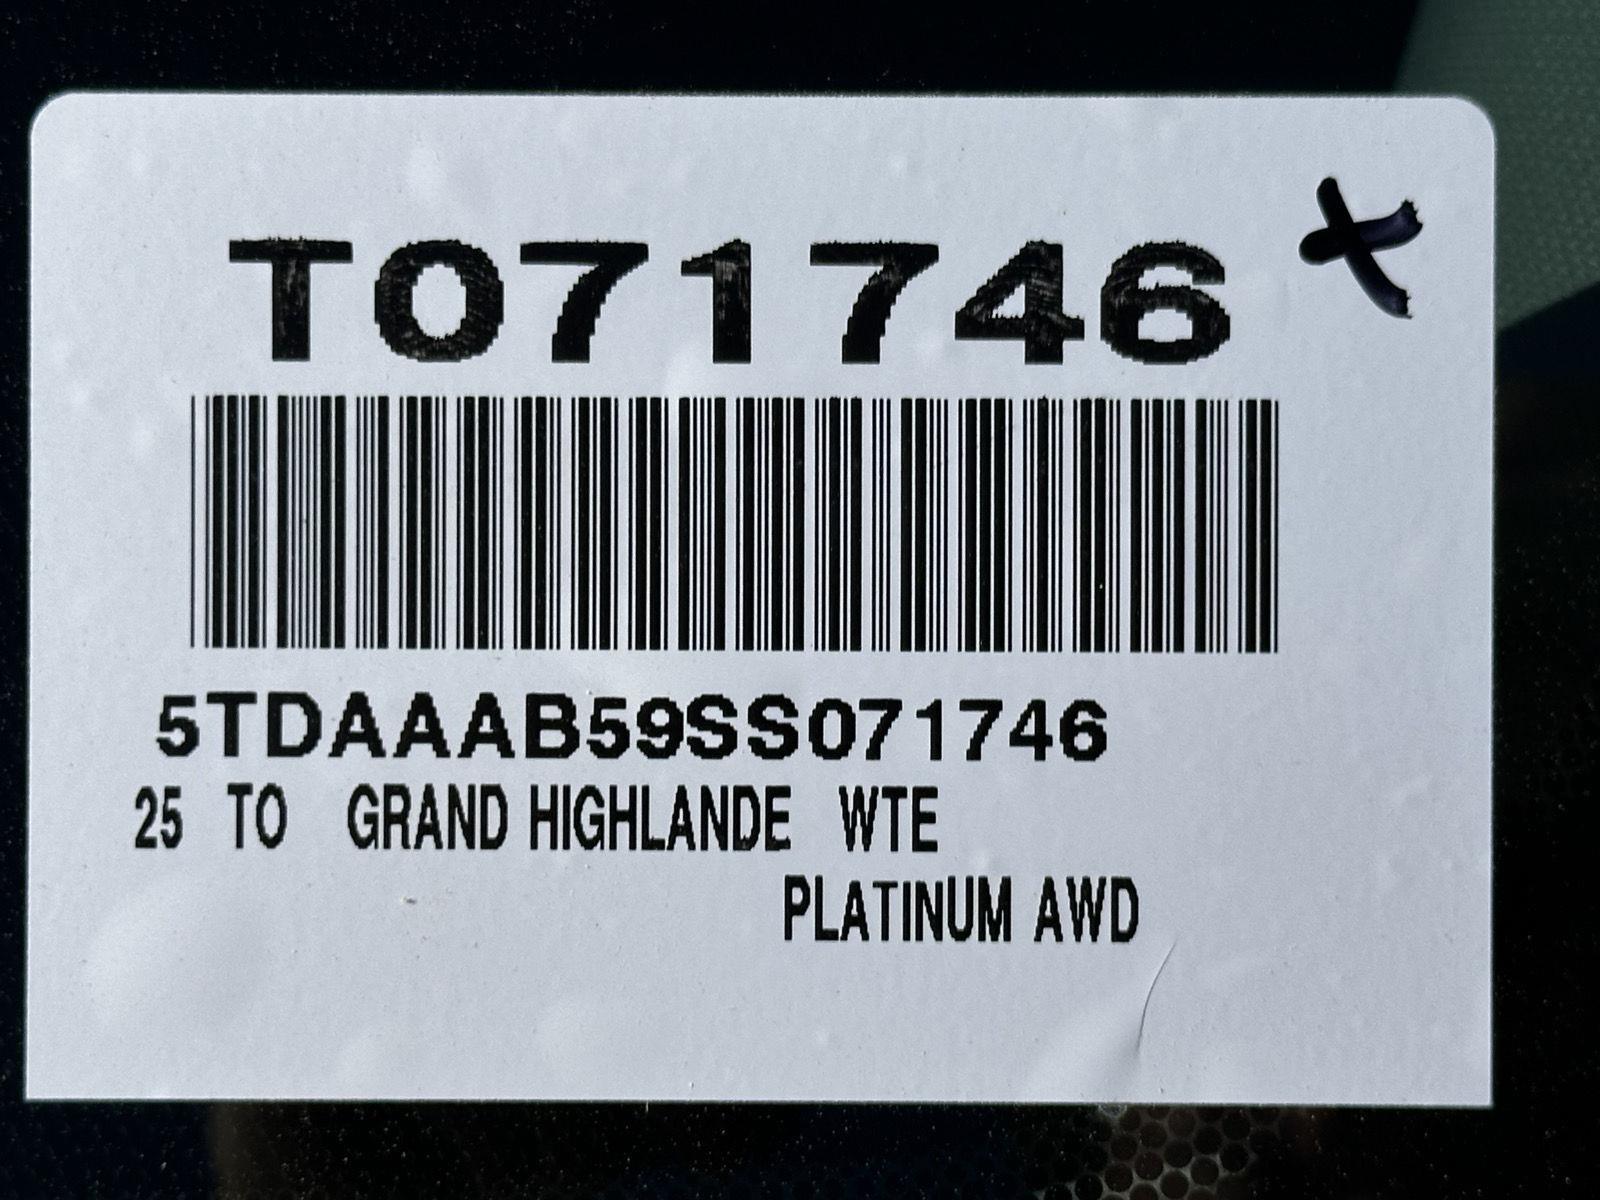 T071746
5TDAAAB59SS071746
25 TO GRAND HIGHLANDE WTE
PLATINUM AWD